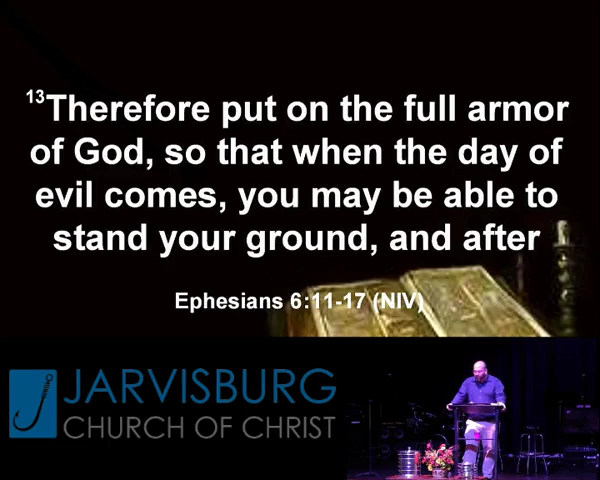 13Therefore put on the full armor
of God, so that when the day of
evil comes, you may be able to
stand your ground, and after
Ephesians 6:11-17 (NIV)
JARVISBURG
CHURCH OF CHRIST